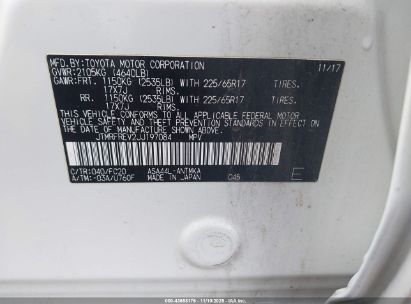 MFD.BY:TOYOTA MOTOR CORPORATION 11/17
GVWR:2105KG (4640LB)
GAWR:FRT. 1150KG (2535LB) WITH 225/65R17 TIRES.
17X7J RIMS.
RR. 1150KG (2535LB) WITH 225/65R17 TIRES.
17X7J RIMS.
THIS VEHICLE CONFORMS TO ALL APPLICABLE FEDERAL MOTOR
VEHICLE SAFETY STANDARDS IN EFFECT ON THE DATE OF
MANUFACTURE SHOWN ABOVE.
JTMRFREV2JJ197084 MPV
C/TR:040/FC20 ASA44L-ANTMKA
A/TM:-03A/U760F MADE IN JAPAN C45 E